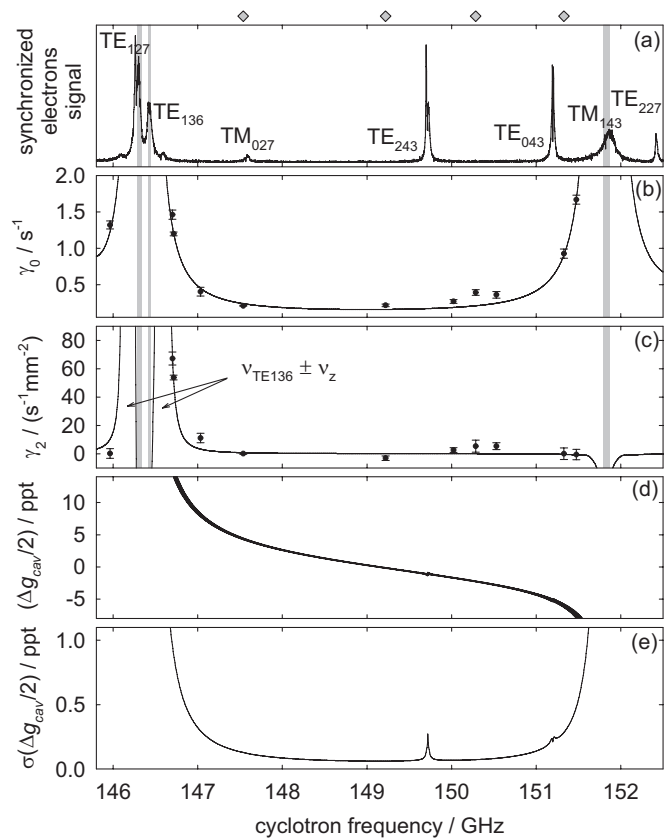 (a)
synchronized
electrons
signal
TE127
TE136
TM027
TE243
TE043
TM143
TE227
(b)
γ0 / s-1
2.0
1.5
1.0
0.5
(c)
γ2 / (s-1mm-2)
80
60
40
20
0
νTE136 ± νz
(d)
(Δgcav/2) / ppt
10
5
0
-5
(e)
σ(Δgcav/2) / ppt
1.0
0.5
0.0
146 147 148 149 150 151 152
cyclotron frequency / GHz